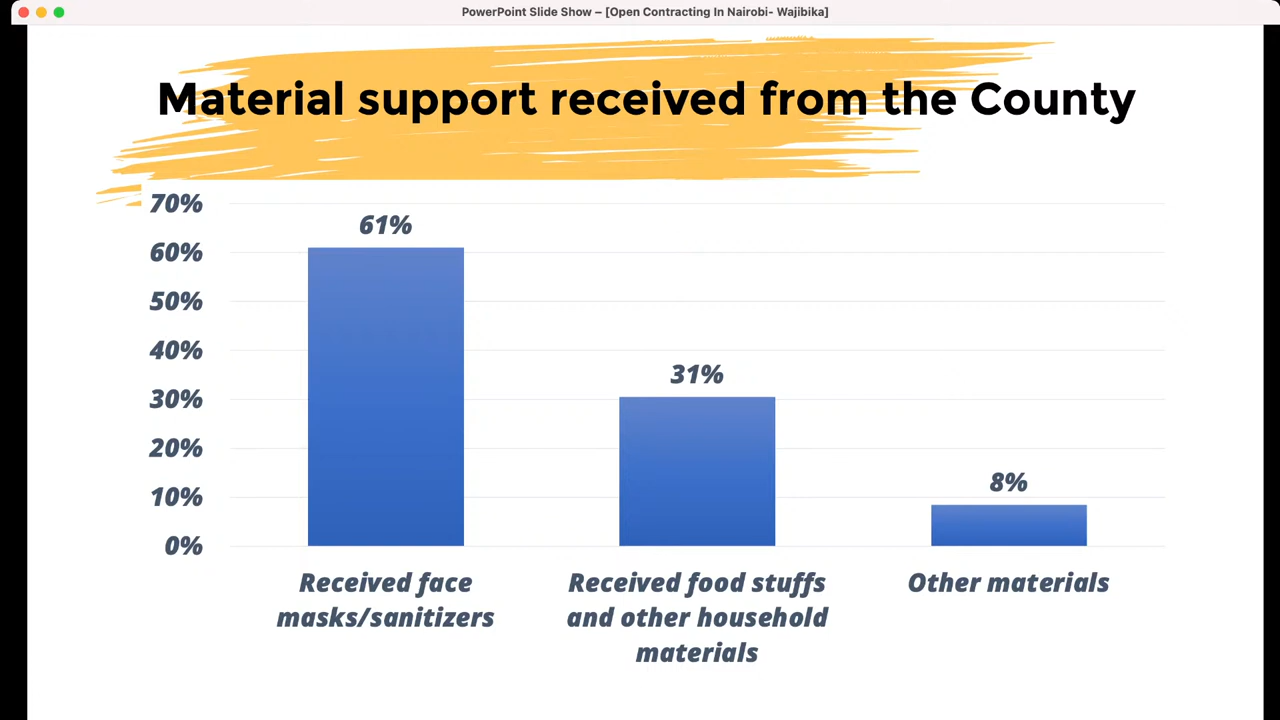 PowerPoint Slide Show – [Open Contracting In Nairobi- Wajibika]
Material support received from the County
70%
60%
50%
40%
30%
20%
10%
0%
61%
31%
8%
Received face
masks/sanitizers
Received food stuffs
and other household
materials
Other materials